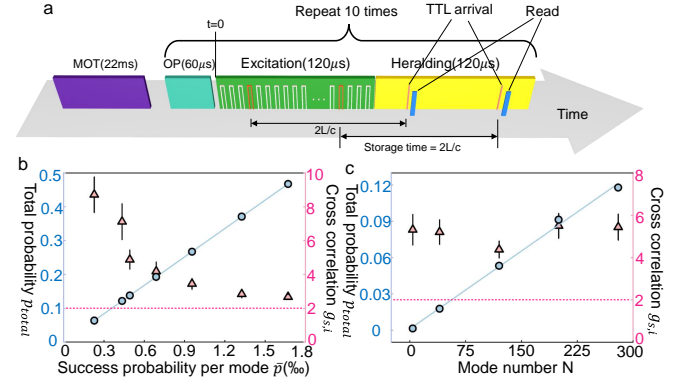 a
Repeat 10 times
TTL arrival
Read
t=0
MOT(22ms)
OP(60μs)
Excitation(120μs)
Heralding(120μs)
...
Time
2L/c
Storage time = 2L/c
b
Total probability p_total
0.5
0.4
0.3
0.2
0.1
0
0 0.3 0.6 0.9 1.2 1.5 1.8
Success probability per mode p̄(‰)
10
8
6
4
2
0
Cross correlation g_s,i
c
Total probability p_total
0.12
0.09
0.06
0.03
0
0 75 150 225 300
Mode number N
8
6
4
2
0
Cross correlation g_s,i